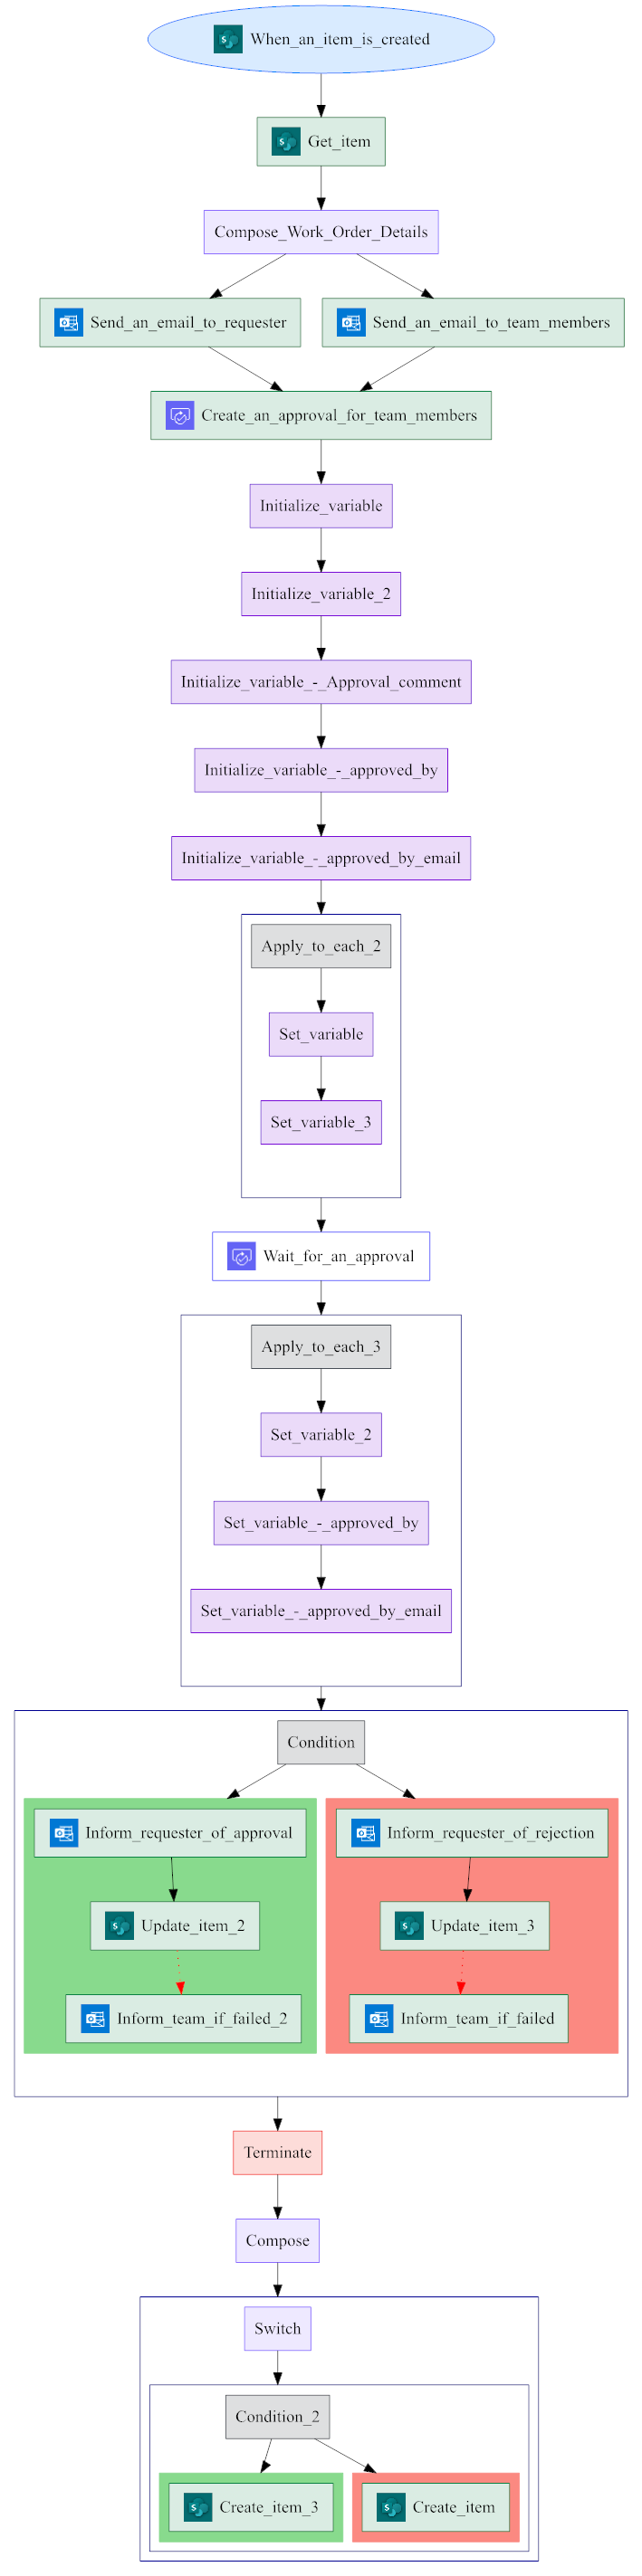 When_an_item_is_created
Get_item
Compose_Work_Order_Details
Send_an_email_to_requester
Send_an_email_to_team_members
Create_an_approval_for_team_members
Initialize_variable
Initialize_variable_2
Initialize_variable_-_Approval_comment
Initialize_variable_-_approved_by
Initialize_variable_-_approved_by_email
Apply_to_each_2
Set_variable
Set_variable_3
Wait_for_an_approval
Apply_to_each_3
Set_variable_2
Set_variable_-_approved_by
Set_variable_-_approved_by_email
Condition
Inform_requester_of_approval
Inform_requester_of_rejection
Update_item_2
Update_item_3
Inform_team_if_failed_2
Inform_team_if_failed
Terminate
Compose
Switch
Condition_2
Create_item_3
Create_item